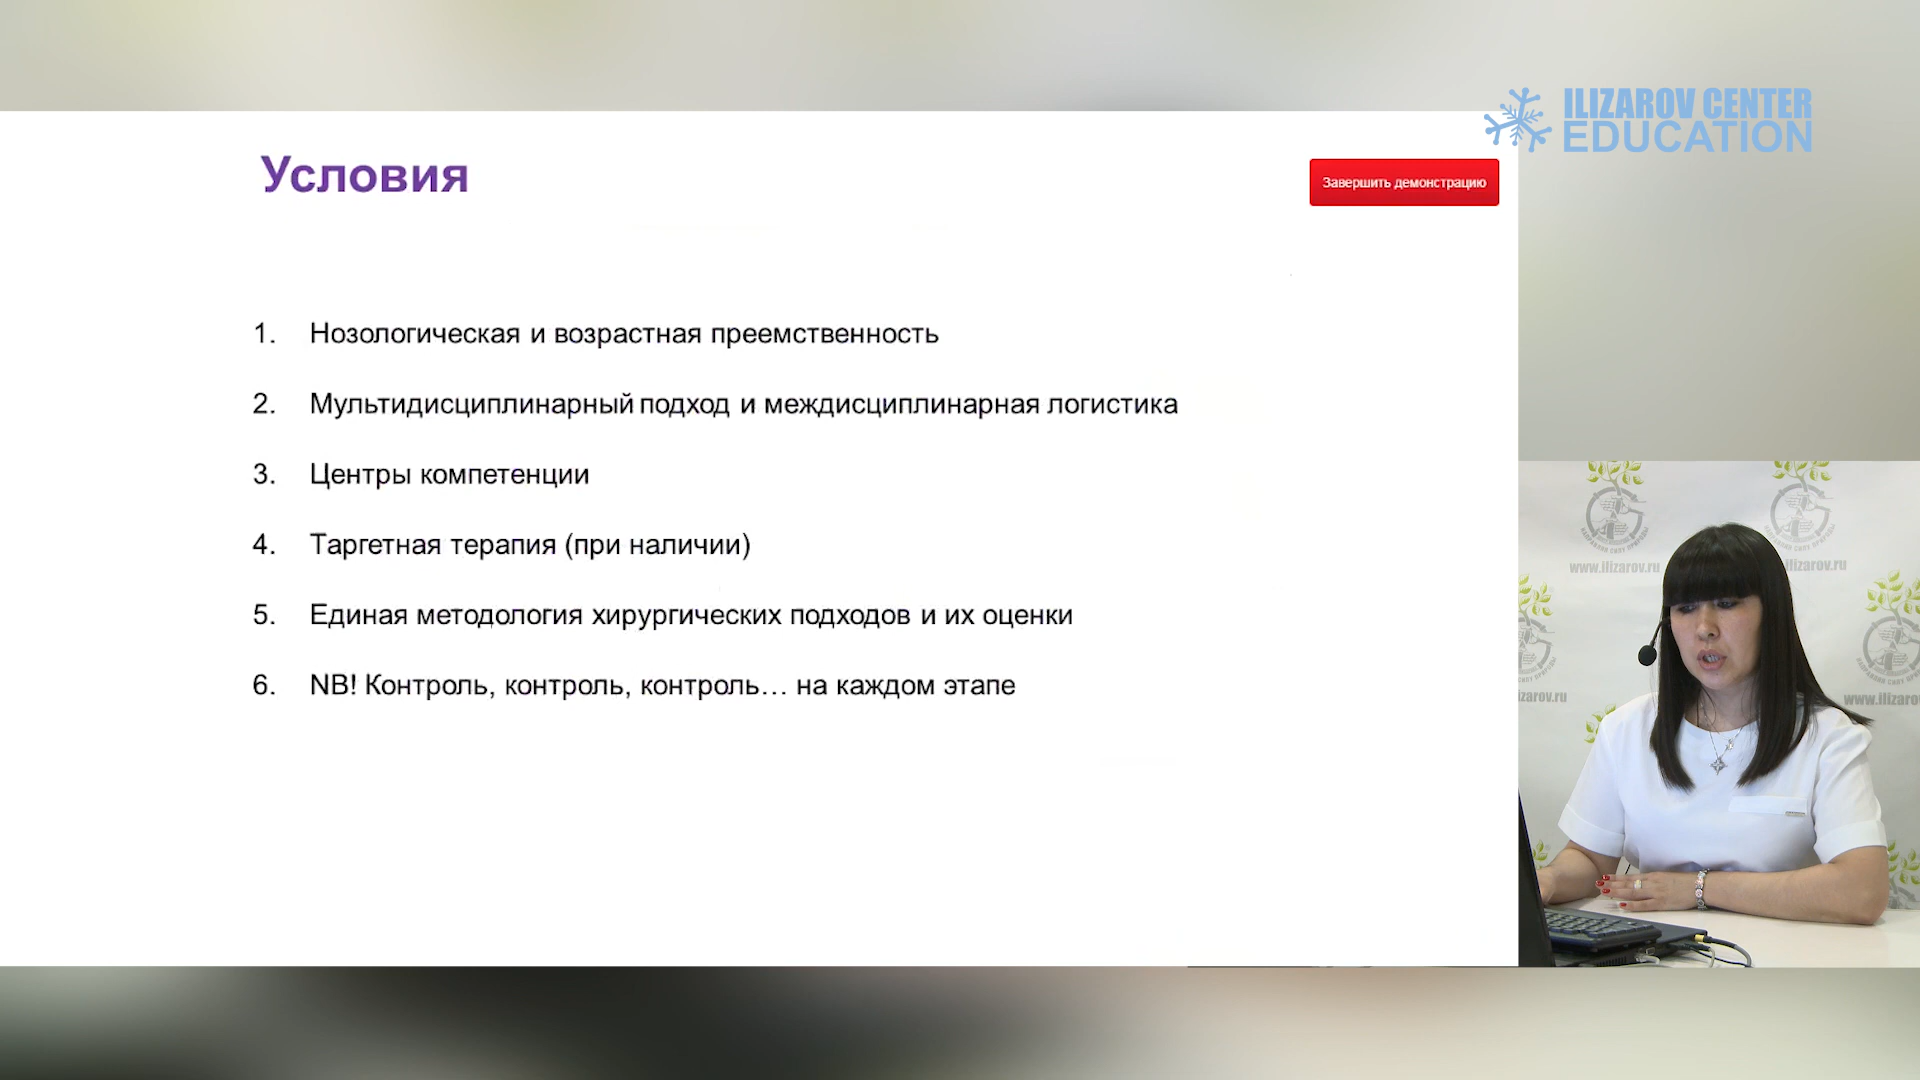 ILIZAROV CENTER
EDUCATION
Условия
Завершить демонстрацию
1. Нозологическая и возрастная преемственность
2. Мультидисциплинарный подход и междисциплинарная логистика
3. Центры компетенции
4. Таргетная терапия (при наличии)
5. Единая методология хирургических подходов и их оценки
6. NB! Контроль, контроль, контроль… на каждом этапе
www.ilizarov.ru
ilizarov.ru
izarov.ru
www.ilizarov